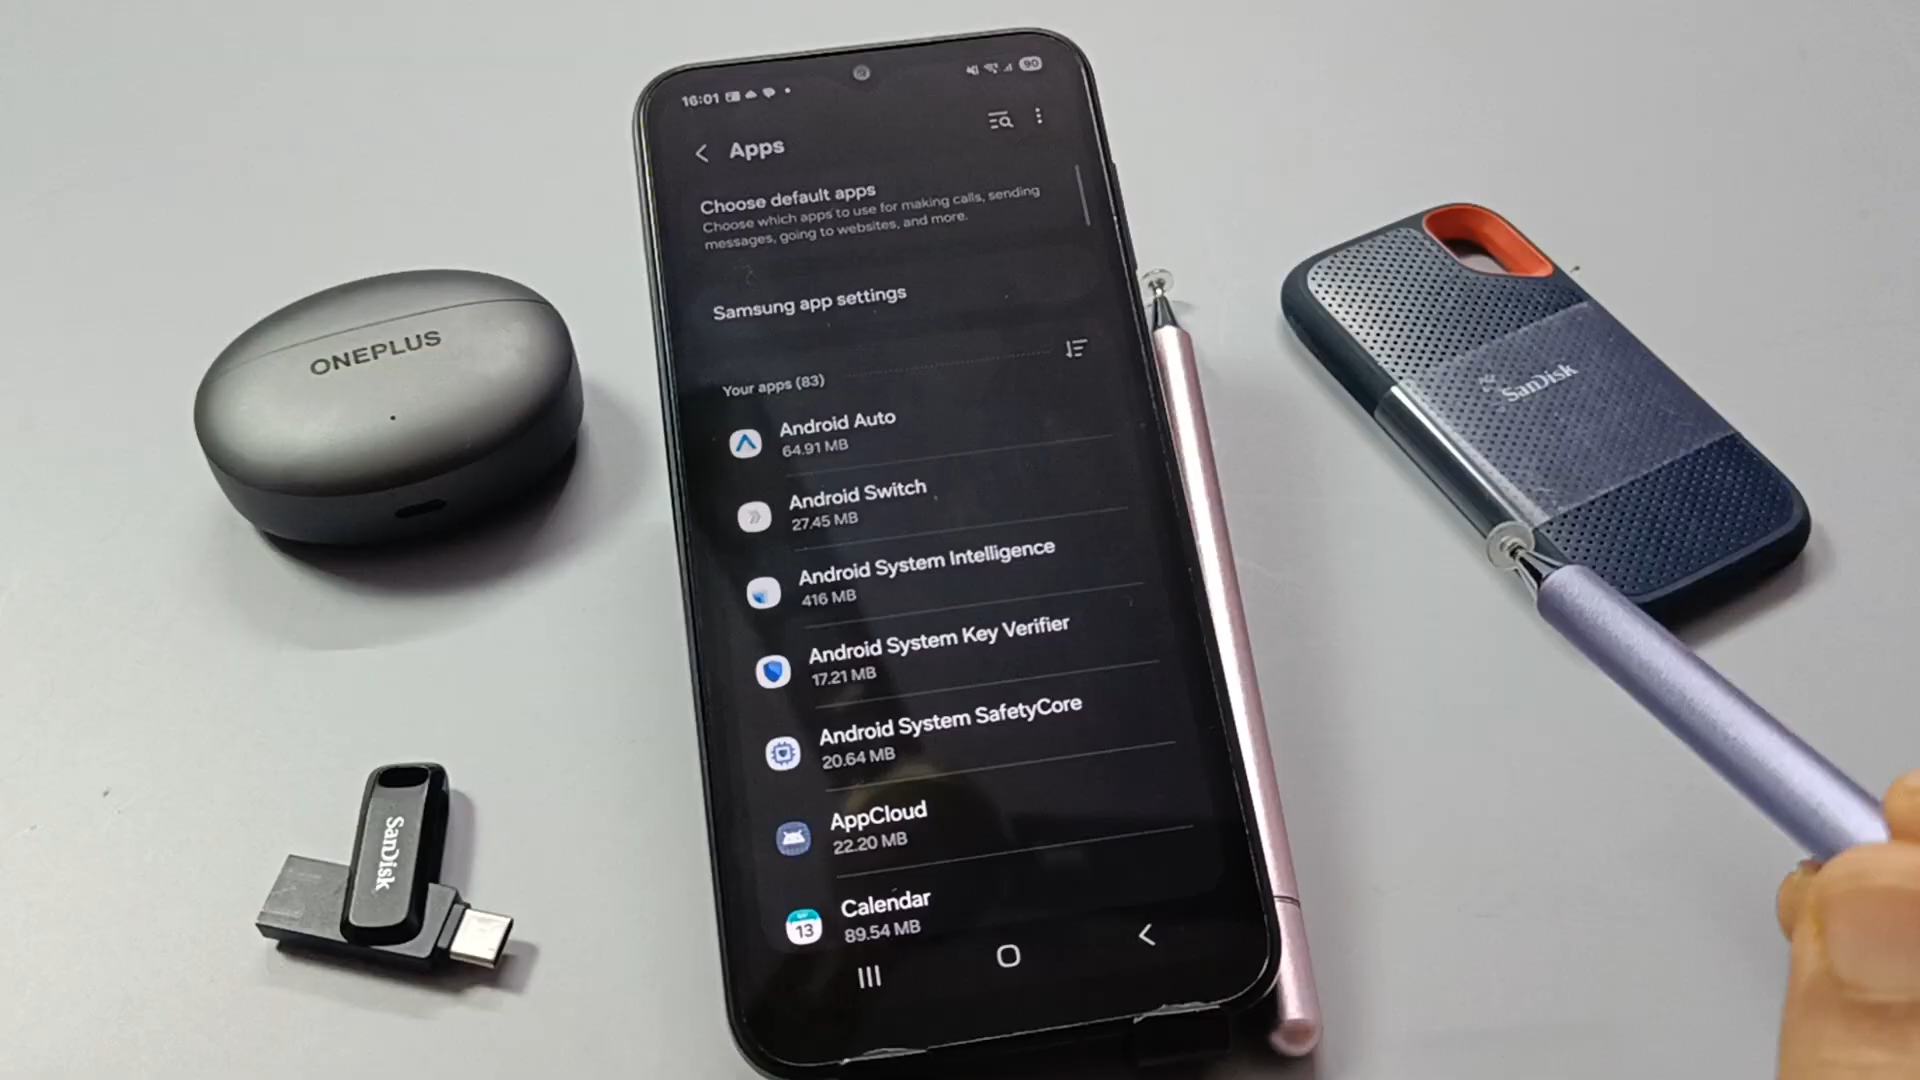 16:01
90
Apps
Choose default apps
Choose which apps to use for making calls, sending
messages, going to websites, and more.
Samsung app settings
Your apps (83)
Android Auto
64.91 MB
Android Switch
27.45 MB
Android System Intelligence
416 MB
Android System Key Verifier
17.21 MB
Android System SafetyCore
20.64 MB
AppCloud
22.20 MB
Calendar
13
89.54 MB
ONEPLUS
SanDisk
SanDisk